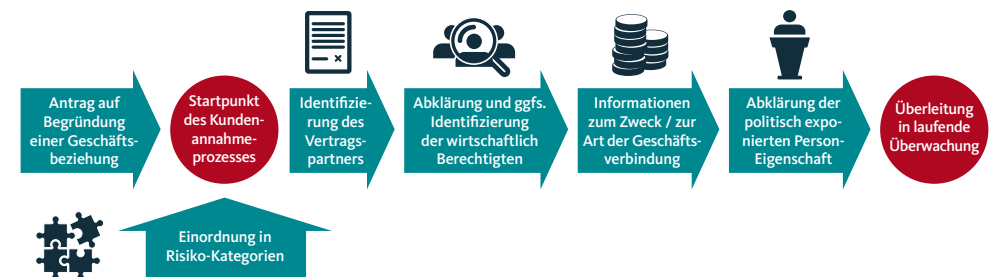 Antrag auf
Begründung
einer Geschäfts-
beziehung
Startpunkt
des Kunden-
annahme-
prozesses
Identifizie-
rung des
Vertrags-
partners
Abklärung und ggfs.
Identifizierung
der wirtschaftlich
Berechtigten
Informationen
zum Zweck / zur
Art der Geschäfts-
verbindung
Abklärung der
politisch expo-
nierten Person-
Eigenschaft
Überleitung
in laufende
Überwachung
Einordnung in
Risiko-Kategorien